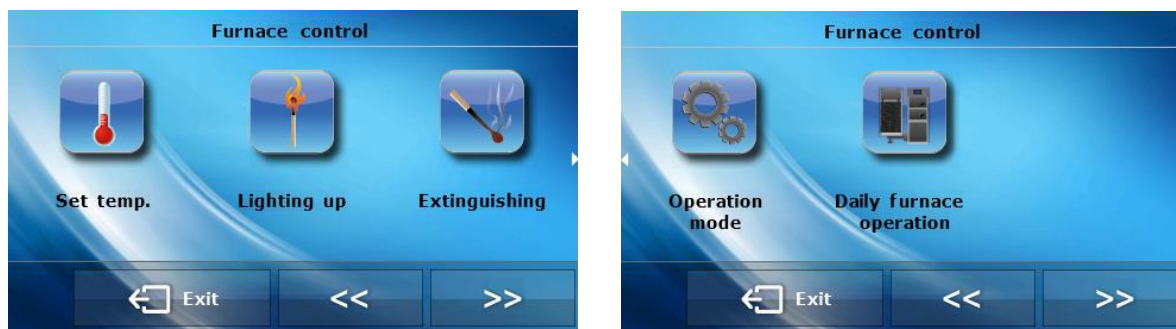 Furnace control
Set temp.
Lighting up
Extinguishing
Exit
<<
>>
Furnace control
Operation
mode
Daily furnace
operation
Exit
<<
>>